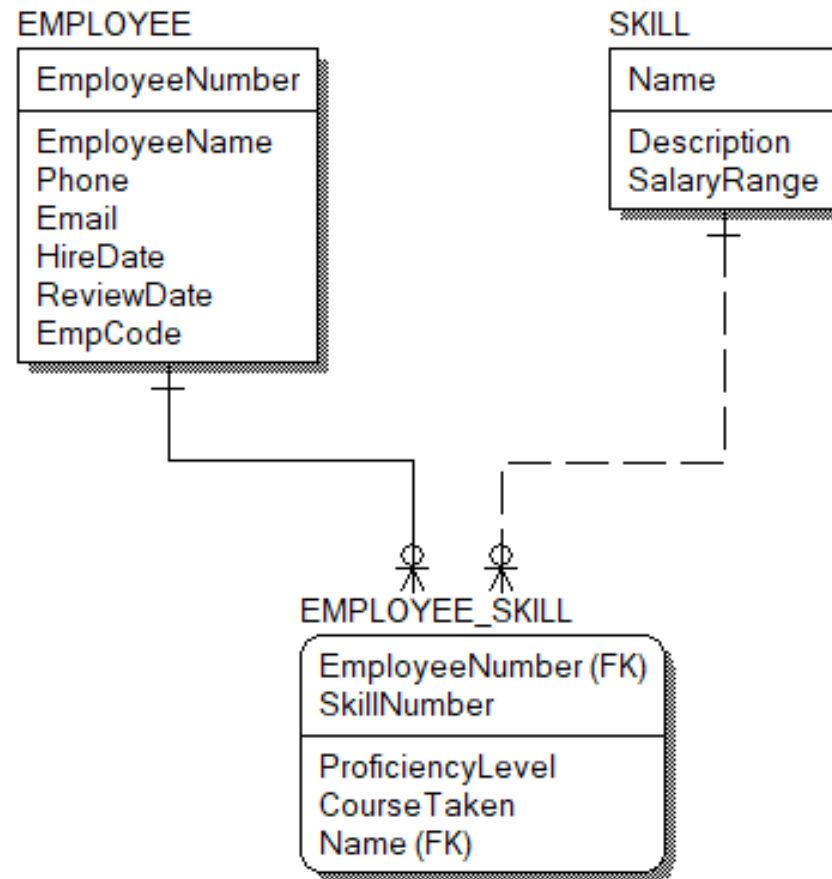 EMPLOYEE
EmployeeNumber
EmployeeName
Phone
Email
HireDate
ReviewDate
EmpCode
SKILL
Name
Description
SalaryRange
EMPLOYEE_SKILL
EmployeeNumber (FK)
SkillNumber
ProficiencyLevel
CourseTaken
Name (FK)